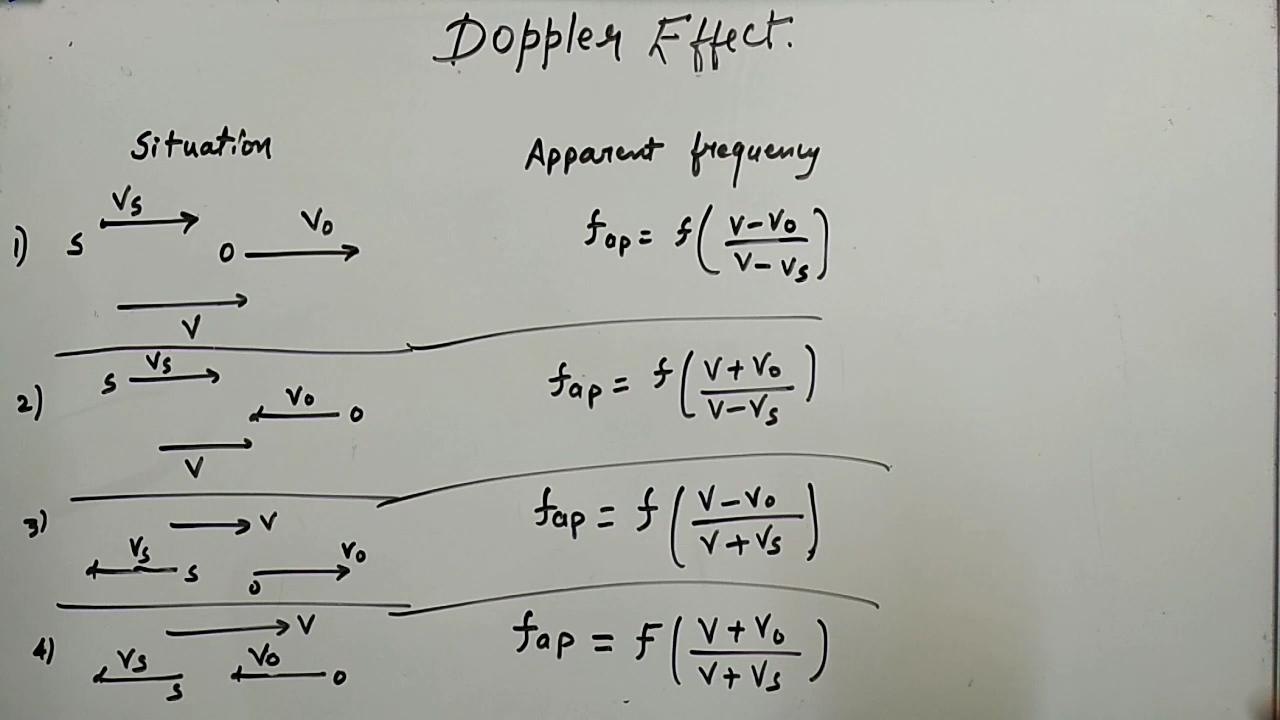 Doppler Effect.
Situation Apparent frequency
1) S Vs O Vo V fap = f(V-Vo/V-Vs)
2) S Vs Vo O V fap = f(V+Vo/V-Vs)
3) V Vs S O Vo fap = f(V-Vo/V+Vs)
4) V Vs S Vo O fap = F(V+Vo/V+Vs)